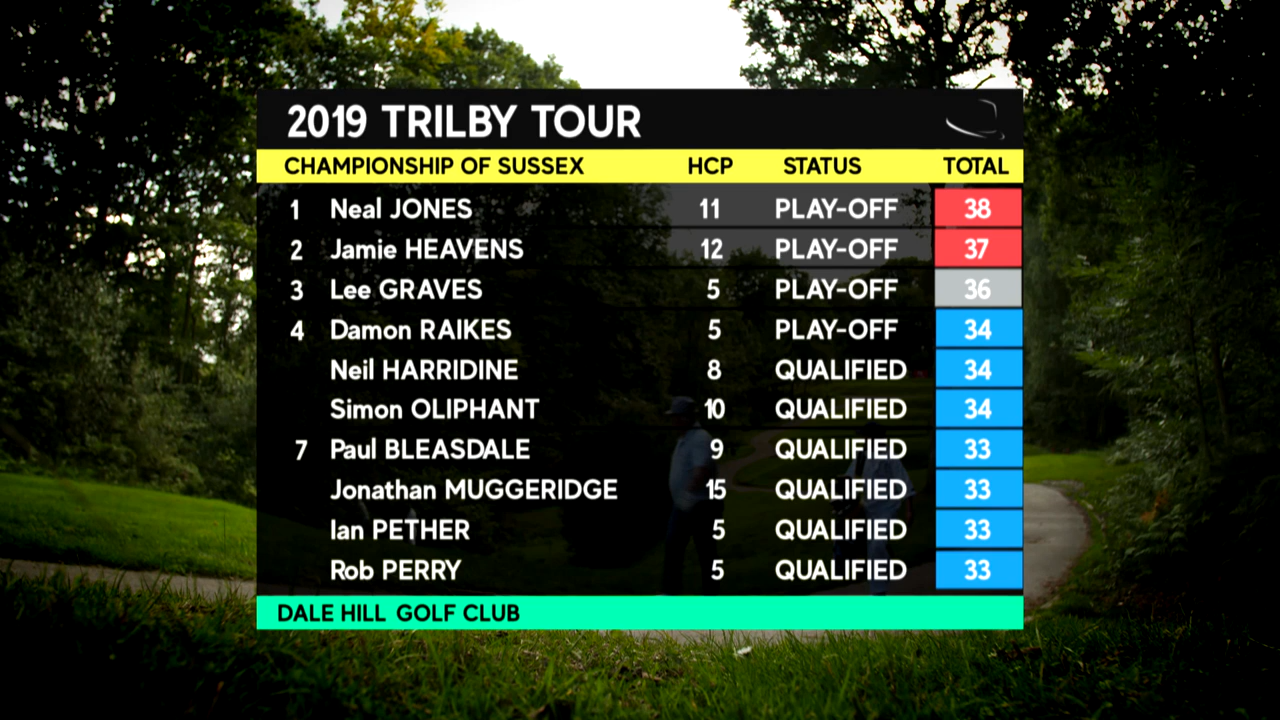 2019 TRILBY TOUR
CHAMPIONSHIP OF SUSSEX HCP STATUS TOTAL
1 Neal JONES 11 PLAY-OFF 38
2 Jamie HEAVENS 12 PLAY-OFF 37
3 Lee GRAVES 5 PLAY-OFF 36
4 Damon RAIKES 5 PLAY-OFF 34
Neil HARRIDINE 8 QUALIFIED 34
Simon OLIPHANT 10 QUALIFIED 34
7 Paul BLEASDALE 9 QUALIFIED 33
Jonathan MUGGERIDGE 15 QUALIFIED 33
Ian PETHER 5 QUALIFIED 33
Rob PERRY 5 QUALIFIED 33
DALE HILL GOLF CLUB